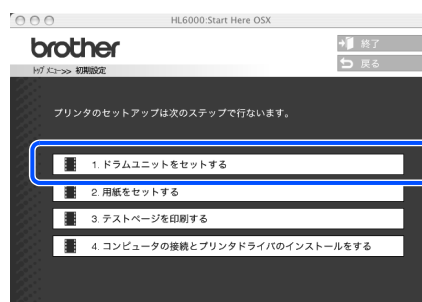 HL6000:Start Here OSX
brother
終了
戻る
トップメニュー>> 初期設定
プリンタのセットアップは次のステップで行ないます。
1. ドラムユニットをセットする
2. 用紙をセットする
3. テストページを印刷する
4. コンピュータの接続とプリンタドライバのインストールをする